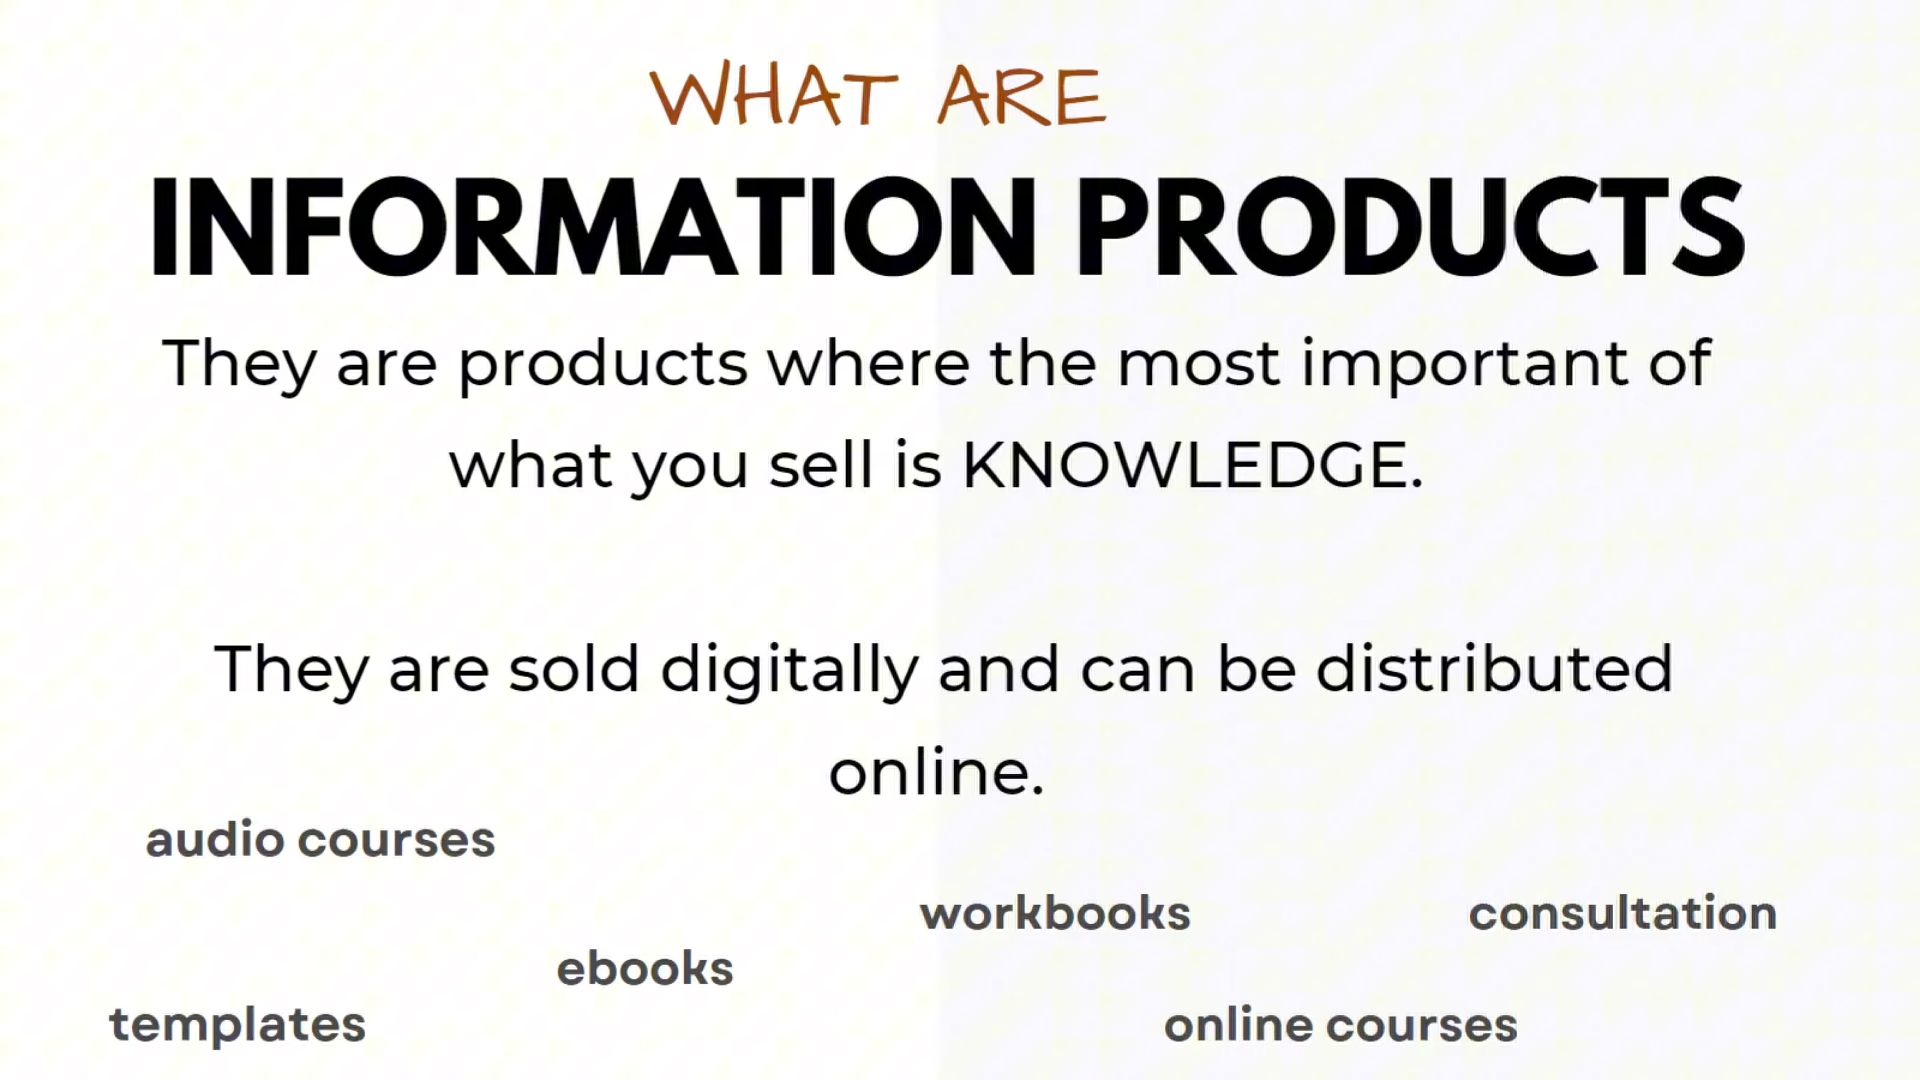 WHAT ARE
INFORMATION PRODUCTS
They are products where the most important of
what you sell is KNOWLEDGE.
They are sold digitally and can be distributed
online.
audio courses
workbooks
consultation
ebooks
templates
online courses